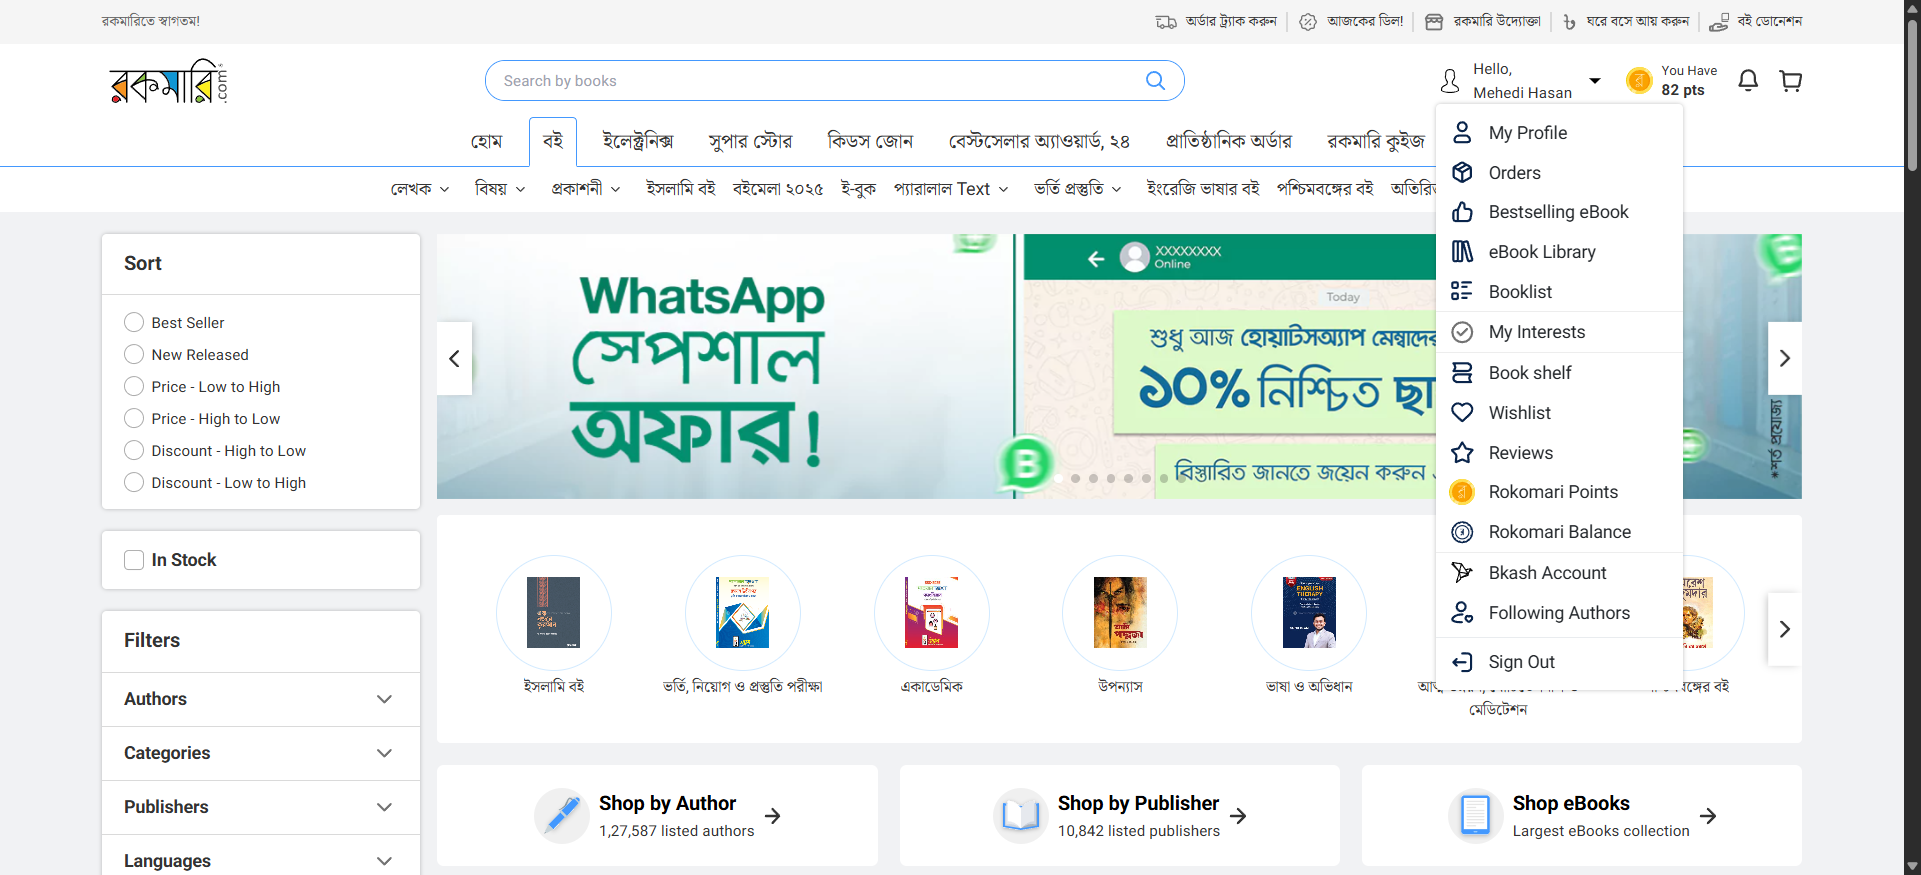 রকমারিতে স্বাগতম!
অর্ডার ট্র্যাক করুন
আজকের ডিল!
রকমারি উদ্যোক্তা
ঘরে বসে আয় করুন
বই ডোনেশন
রকমারি.com
Search by books
Hello,
Mehedi Hasan
You Have
82 pts
হোম
বই
ইলেক্ট্রনিক্স
সুপার স্টোর
কিডস জোন
বেস্টসেলার অ্যাওয়ার্ড, ২৪
প্রাতিষ্ঠানিক অর্ডার
রকমারি কুইজ
লেখক
বিষয়
প্রকাশনী
ইসলামি বই
বইমেলা ২০২৫
ই-বুক
প্যারালাল Text
ভর্তি প্রস্তুতি
ইংরেজি ভাষার বই
পশ্চিমবঙ্গের বই
My Profile
Orders
Bestselling eBook
eBook Library
Booklist
My Interests
Book shelf
Wishlist
Reviews
Rokomari Points
Rokomari Balance
Bkash Account
Following Authors
Sign Out
Sort
Best Seller
New Released
Price - Low to High
Price - High to Low
Discount - High to Low
Discount - Low to High
In Stock
Filters
Authors
Categories
Publishers
Languages
WhatsApp
স্পেশাল
অফার!
XXXXXXXX
Online
Today
শুধু আজ হোয়াটসঅ্যাপ
১০% নিশ্চিত
বিস্তারিত জানতে জয়েন করুন
*শর্ত প্রযোজ্য
ইসলামি বই
ভর্তি, নিয়োগ ও প্রস্তুতি পরীক্ষা
একাডেমিক
উপন্যাস
ENGLISH
THERAPY
ভাষা ও অভিধান
মেডিটেশন
বই
Shop by Author
1,27,587 listed authors
Shop by Publisher
10,842 listed publishers
Shop eBooks
Largest eBooks collection